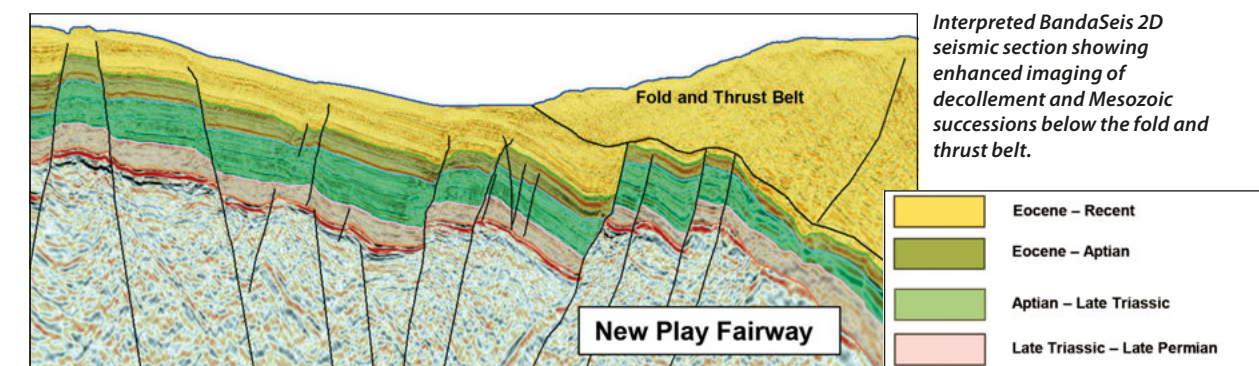 Interpreted BandaSeis 2D
seismic section showing
enhanced imaging of
decollement and Mesozoic
successions below the fold and
thrust belt.
Fold and Thrust Belt
New Play Fairway
Eocene – Recent
Eocene – Aptian
Aptian – Late Triassic
Late Triassic – Late Permian